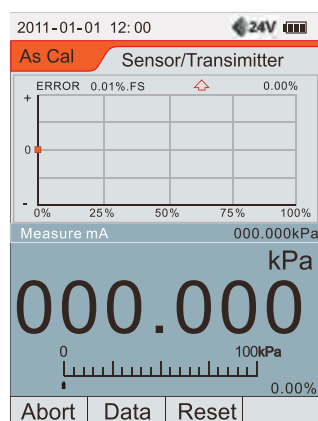 2011-01-01 12:00 24V
As Cal Sensor/Transimitter
ERROR 0.01%.FS 0.00%
+
0
-
0% 25% 50% 75% 100%
Measure mA 000.000kPa
kPa
000.000
0 100kPa
0.00%
Abort Data Reset